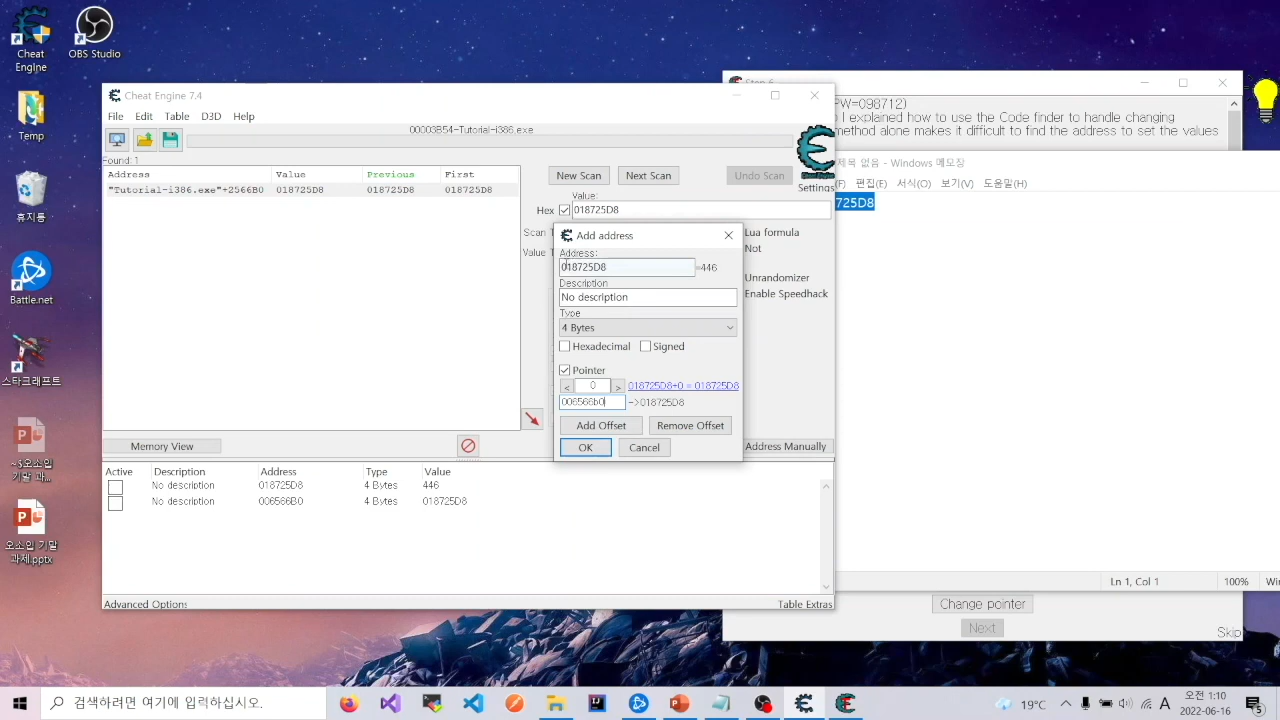 Cheat
Engine
OBS Studio
Temp
휴지통
Battle.net
스타크래프트
~$오소입
기말 과...
오소입 기말
과제.pptx
Cheat Engine 7.4
File Edit Table D3D Help
00003B54-Tutorial-i386.exe
Found: 1
Address Value Previous First
"Tutorial-i386.exe"+2566B0 018725D8 018725D8 018725D8
New Scan Next Scan Undo Scan
Settings
Value:
Hex 018725D8
Scan T
Value T
Lua formula
Not
Unrandomizer
Enable Speedhack
Memory View
Address Manually
Add address
Address:
018725D8 =446
Description
No description
Type
4 Bytes
Hexadecimal Signed
Pointer
< 0 > 018725D8+0 = 018725D8
006566b0 ->018725D8
Add Offset Remove Offset
OK Cancel
Active Description Address Type Value
No description 018725D8 4 Bytes 446
No description 006566B0 4 Bytes 018725D8
Advanced Options Table Extras
Step 6
PW=098712)
I explained how to use the Code finder to handle changing
method alone makes it difficult to find the address to set the values
제목 없음 - Windows 메모장
(F) 편집(E) 서식(O) 보기(V) 도움말(H)
725D8
Ln 1, Col 1 100% Win
Change pointer
Next
Skip
검색하려면 여기에 입력하십시오.
19°C
A
오전 1:10
2022-06-16
5